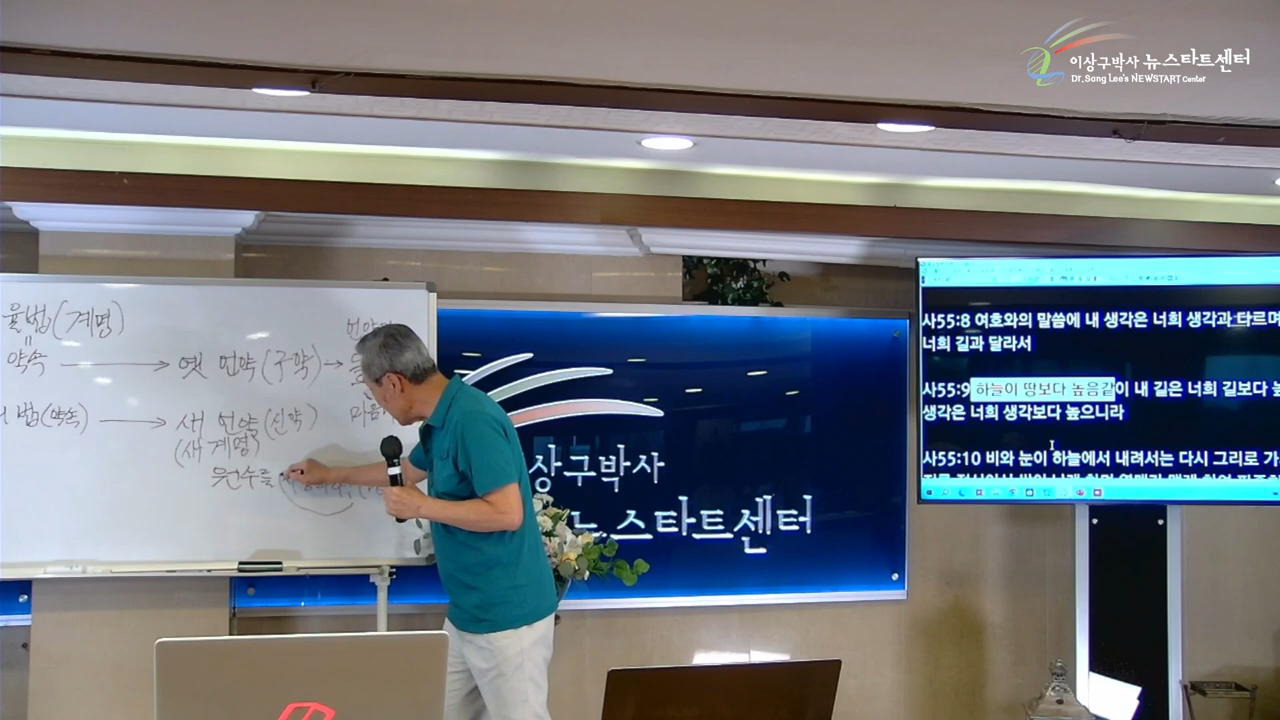 이상구박사 뉴스타트센터
Dr. Sang Lee's NEWSTART Center
율법(계명)
"
약속 → 옛 언약(구약) →
법(약속) → 새 언약(신약)
(새 계명)
원수를
상구박사
뉴스타트센터
사55:8 여호와의 말씀에 내 생각은 너희 생각과 타르며
너희 길과 달라서
사55:9 하늘이 땅보다 높음같이 내 길은 너희 길보다 높
생각은 너희 생각보다 높으니라
사55:10 비와 눈이 하늘에서 내려서는 다시 그리로 가